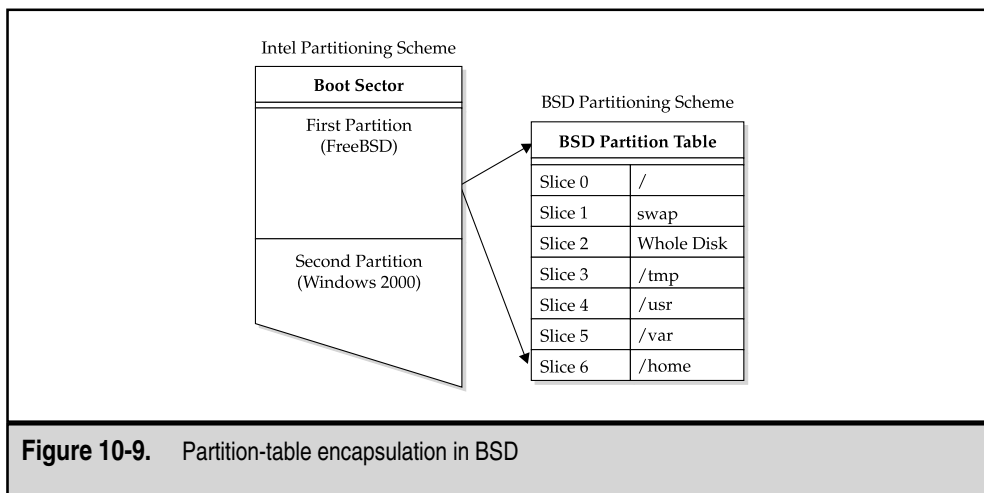 Intel Partitioning Scheme
Boot Sector
First Partition
(FreeBSD)
Second Partition
(Windows 2000)
BSD Partitioning Scheme
BSD Partition Table
Slice 0 /
Slice 1 swap
Slice 2 Whole Disk
Slice 3 /tmp
Slice 4 /usr
Slice 5 /var
Slice 6 /home
Figure 10-9. Partition-table encapsulation in BSD